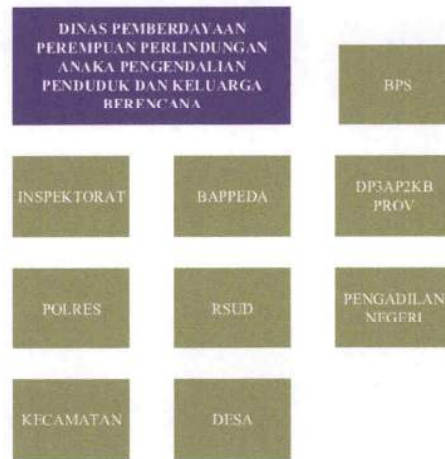 DINAS PEMBERDAYAAN
PEREMPUAN PERLINDUNGAN
ANAKA PENGENDALIAN
PENDUDUK DAN KELUARGA
BERENCANA
BPS
INSPEKTORAT
BAPPEDA
DP3AP2KB
PROV
POLRES
RSUD
PENGADILAN
NEGERI
KECAMATAN
DESA